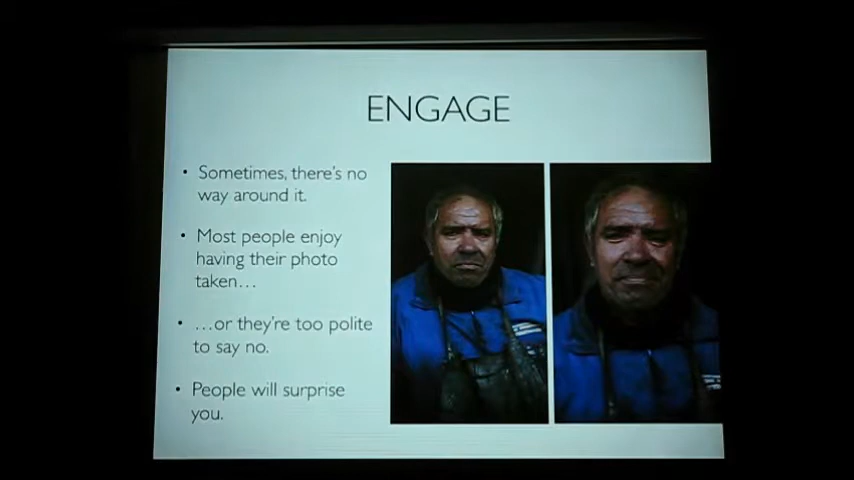 ENGAGE
• Sometimes, there's no
way around it.
• Most people enjoy
having their photo
taken…
• …or they're too polite
to say no.
• People will surprise
you.